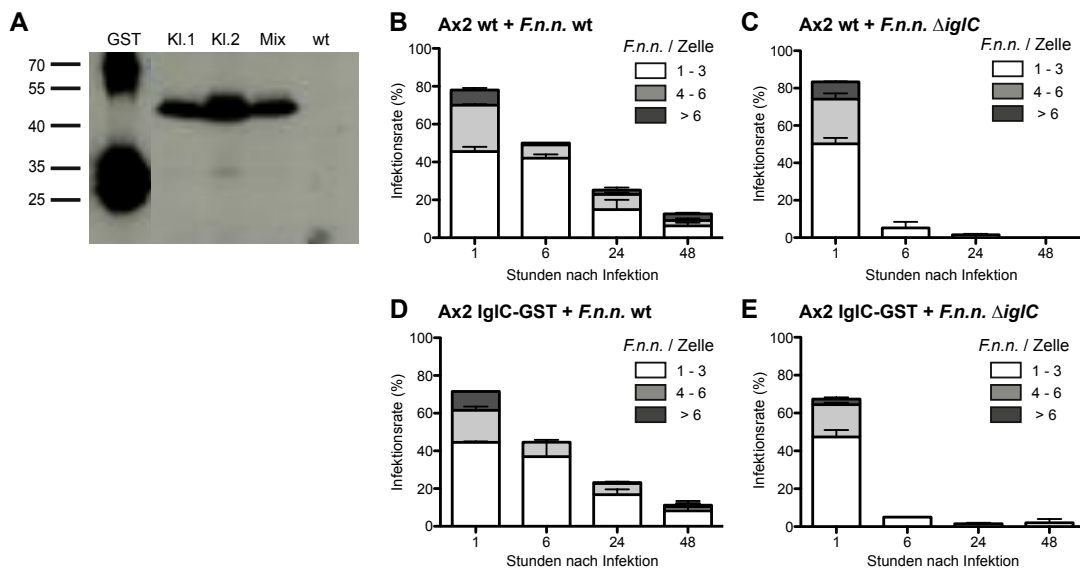 A
GST Kl.1 Kl.2 Mix wt
70
55
40
35
25
B Ax2 wt + F.n.n. wt
F.n.n. / Zelle
1 - 3
4 - 6
> 6
Infektionsrate (%)
100
80
60
40
20
0
1 6 24 48
Stunden nach Infektion
C Ax2 wt + F.n.n. ΔiglC
F.n.n. / Zelle
1 - 3
4 - 6
> 6
Infektionsrate (%)
100
80
60
40
20
0
1 6 24 48
Stunden nach Infektion
D Ax2 IglC-GST + F.n.n. wt
F.n.n. / Zelle
1 - 3
4 - 6
> 6
Infektionsrate (%)
100
80
60
40
20
0
1 6 24 48
Stunden nach Infektion
E Ax2 IglC-GST + F.n.n. ΔiglC
F.n.n. / Zelle
1 - 3
4 - 6
> 6
Infektionsrate (%)
100
80
60
40
20
0
1 6 24 48
Stunden nach Infektion